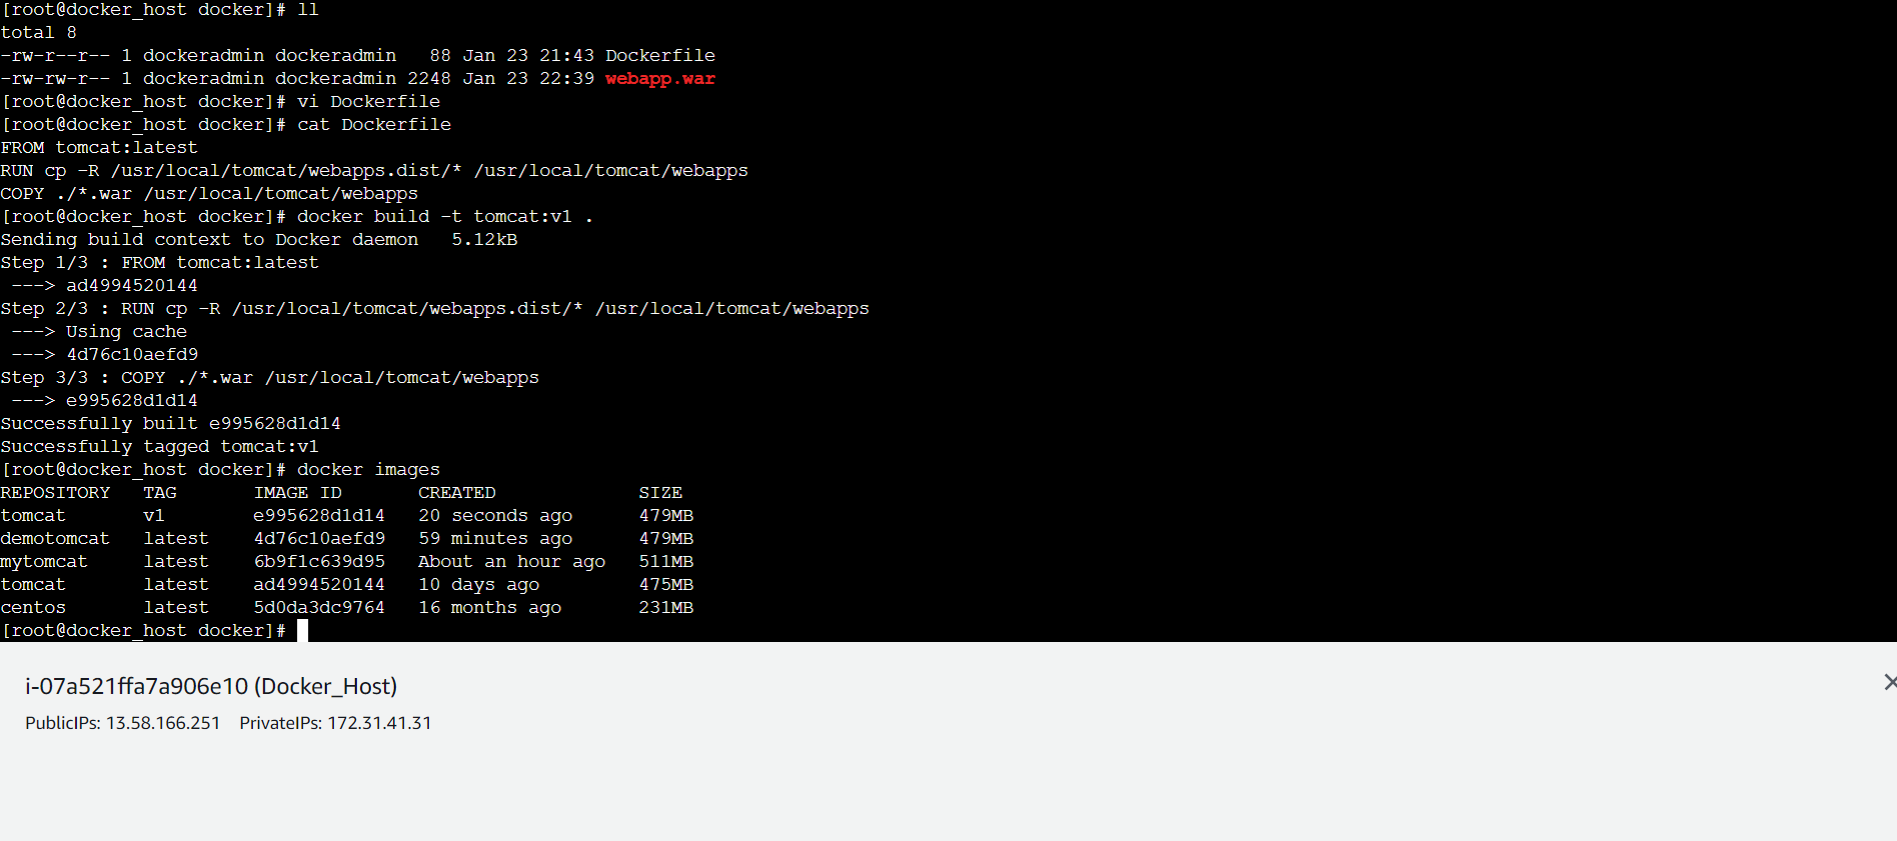 [root@docker_host docker]# ll
total 8
-rw-r--r-- 1 dockeradmin dockeradmin   88 Jan 23 21:43 Dockerfile
-rw-rw-r-- 1 dockeradmin dockeradmin 2248 Jan 23 22:39 webapp.war
[root@docker_host docker]# vi Dockerfile
[root@docker_host docker]# cat Dockerfile
FROM tomcat:latest
RUN cp -R /usr/local/tomcat/webapps.dist/* /usr/local/tomcat/webapps
COPY ./*.war /usr/local/tomcat/webapps
[root@docker_host docker]# docker build -t tomcat:v1 .
Sending build context to Docker daemon   5.12kB
Step 1/3 : FROM tomcat:latest
 ---> ad4994520144
Step 2/3 : RUN cp -R /usr/local/tomcat/webapps.dist/* /usr/local/tomcat/webapps
 ---> Using cache
 ---> 4d76c10aefd9
Step 3/3 : COPY ./*.war /usr/local/tomcat/webapps
 ---> e995628d1d14
Successfully built e995628d1d14
Successfully tagged tomcat:v1
[root@docker_host docker]# docker images
REPOSITORY   TAG       IMAGE ID       CREATED             SIZE
tomcat       v1        e995628d1d14   20 seconds ago      479MB
demotomcat   latest    4d76c10aefd9   59 minutes ago      479MB
mytomcat     latest    6b9f1c639d95   About an hour ago   511MB
tomcat       latest    ad4994520144   10 days ago         475MB
centos       latest    5d0da3dc9764   16 months ago       231MB
[root@docker_host docker]#
i-07a521ffa7a906e10 (Docker_Host)
PublicIPs: 13.58.166.251    PrivateIPs: 172.31.41.31